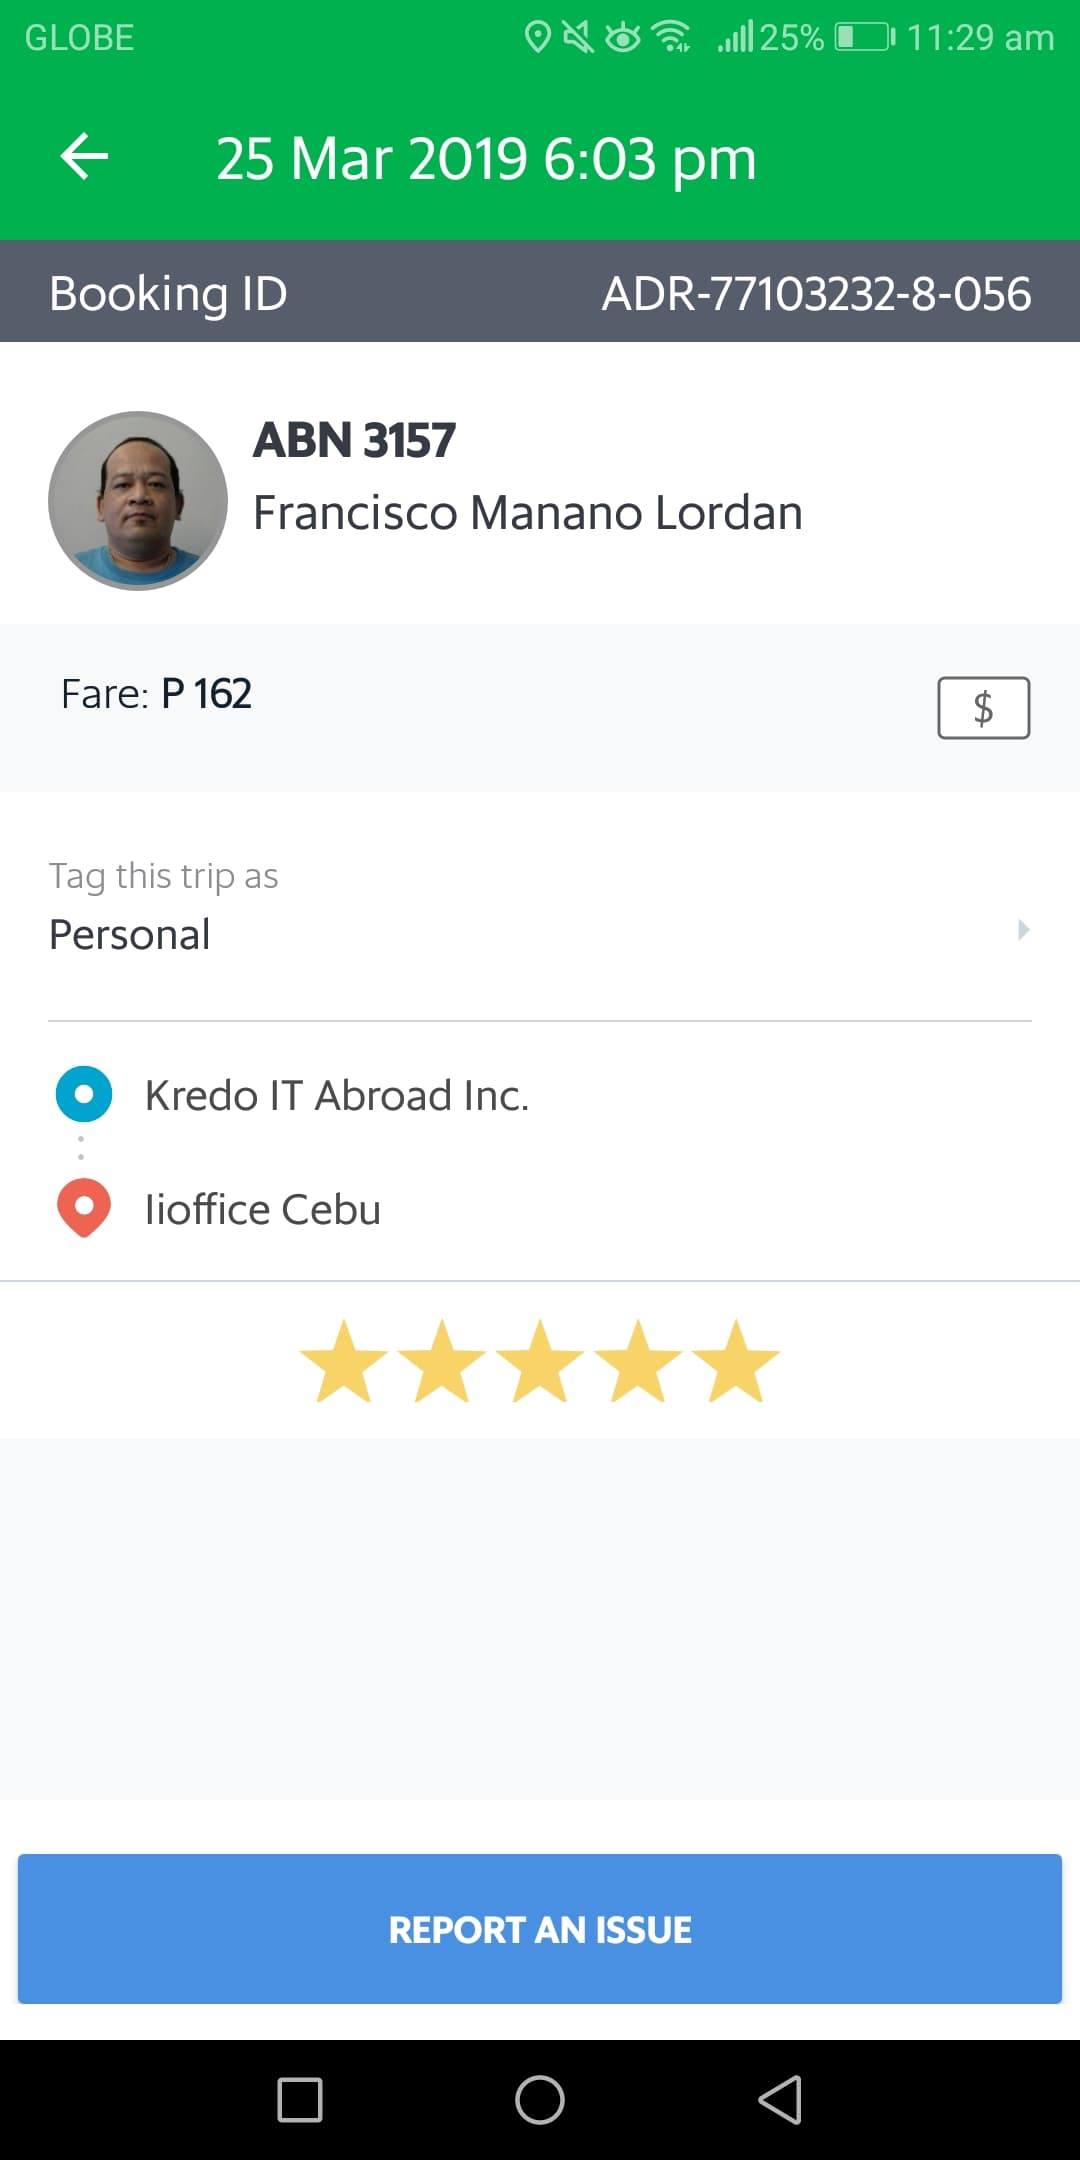 GLOBE 25% 11:29 am
25 Mar 2019 6:03 pm
Booking ID ADR-77103232-8-056
ABN 3157
Francisco Manano Lordan
Fare: P 162
$
Tag this trip as
Personal
Kredo IT Abroad Inc.
Iioffice Cebu
REPORT AN ISSUE